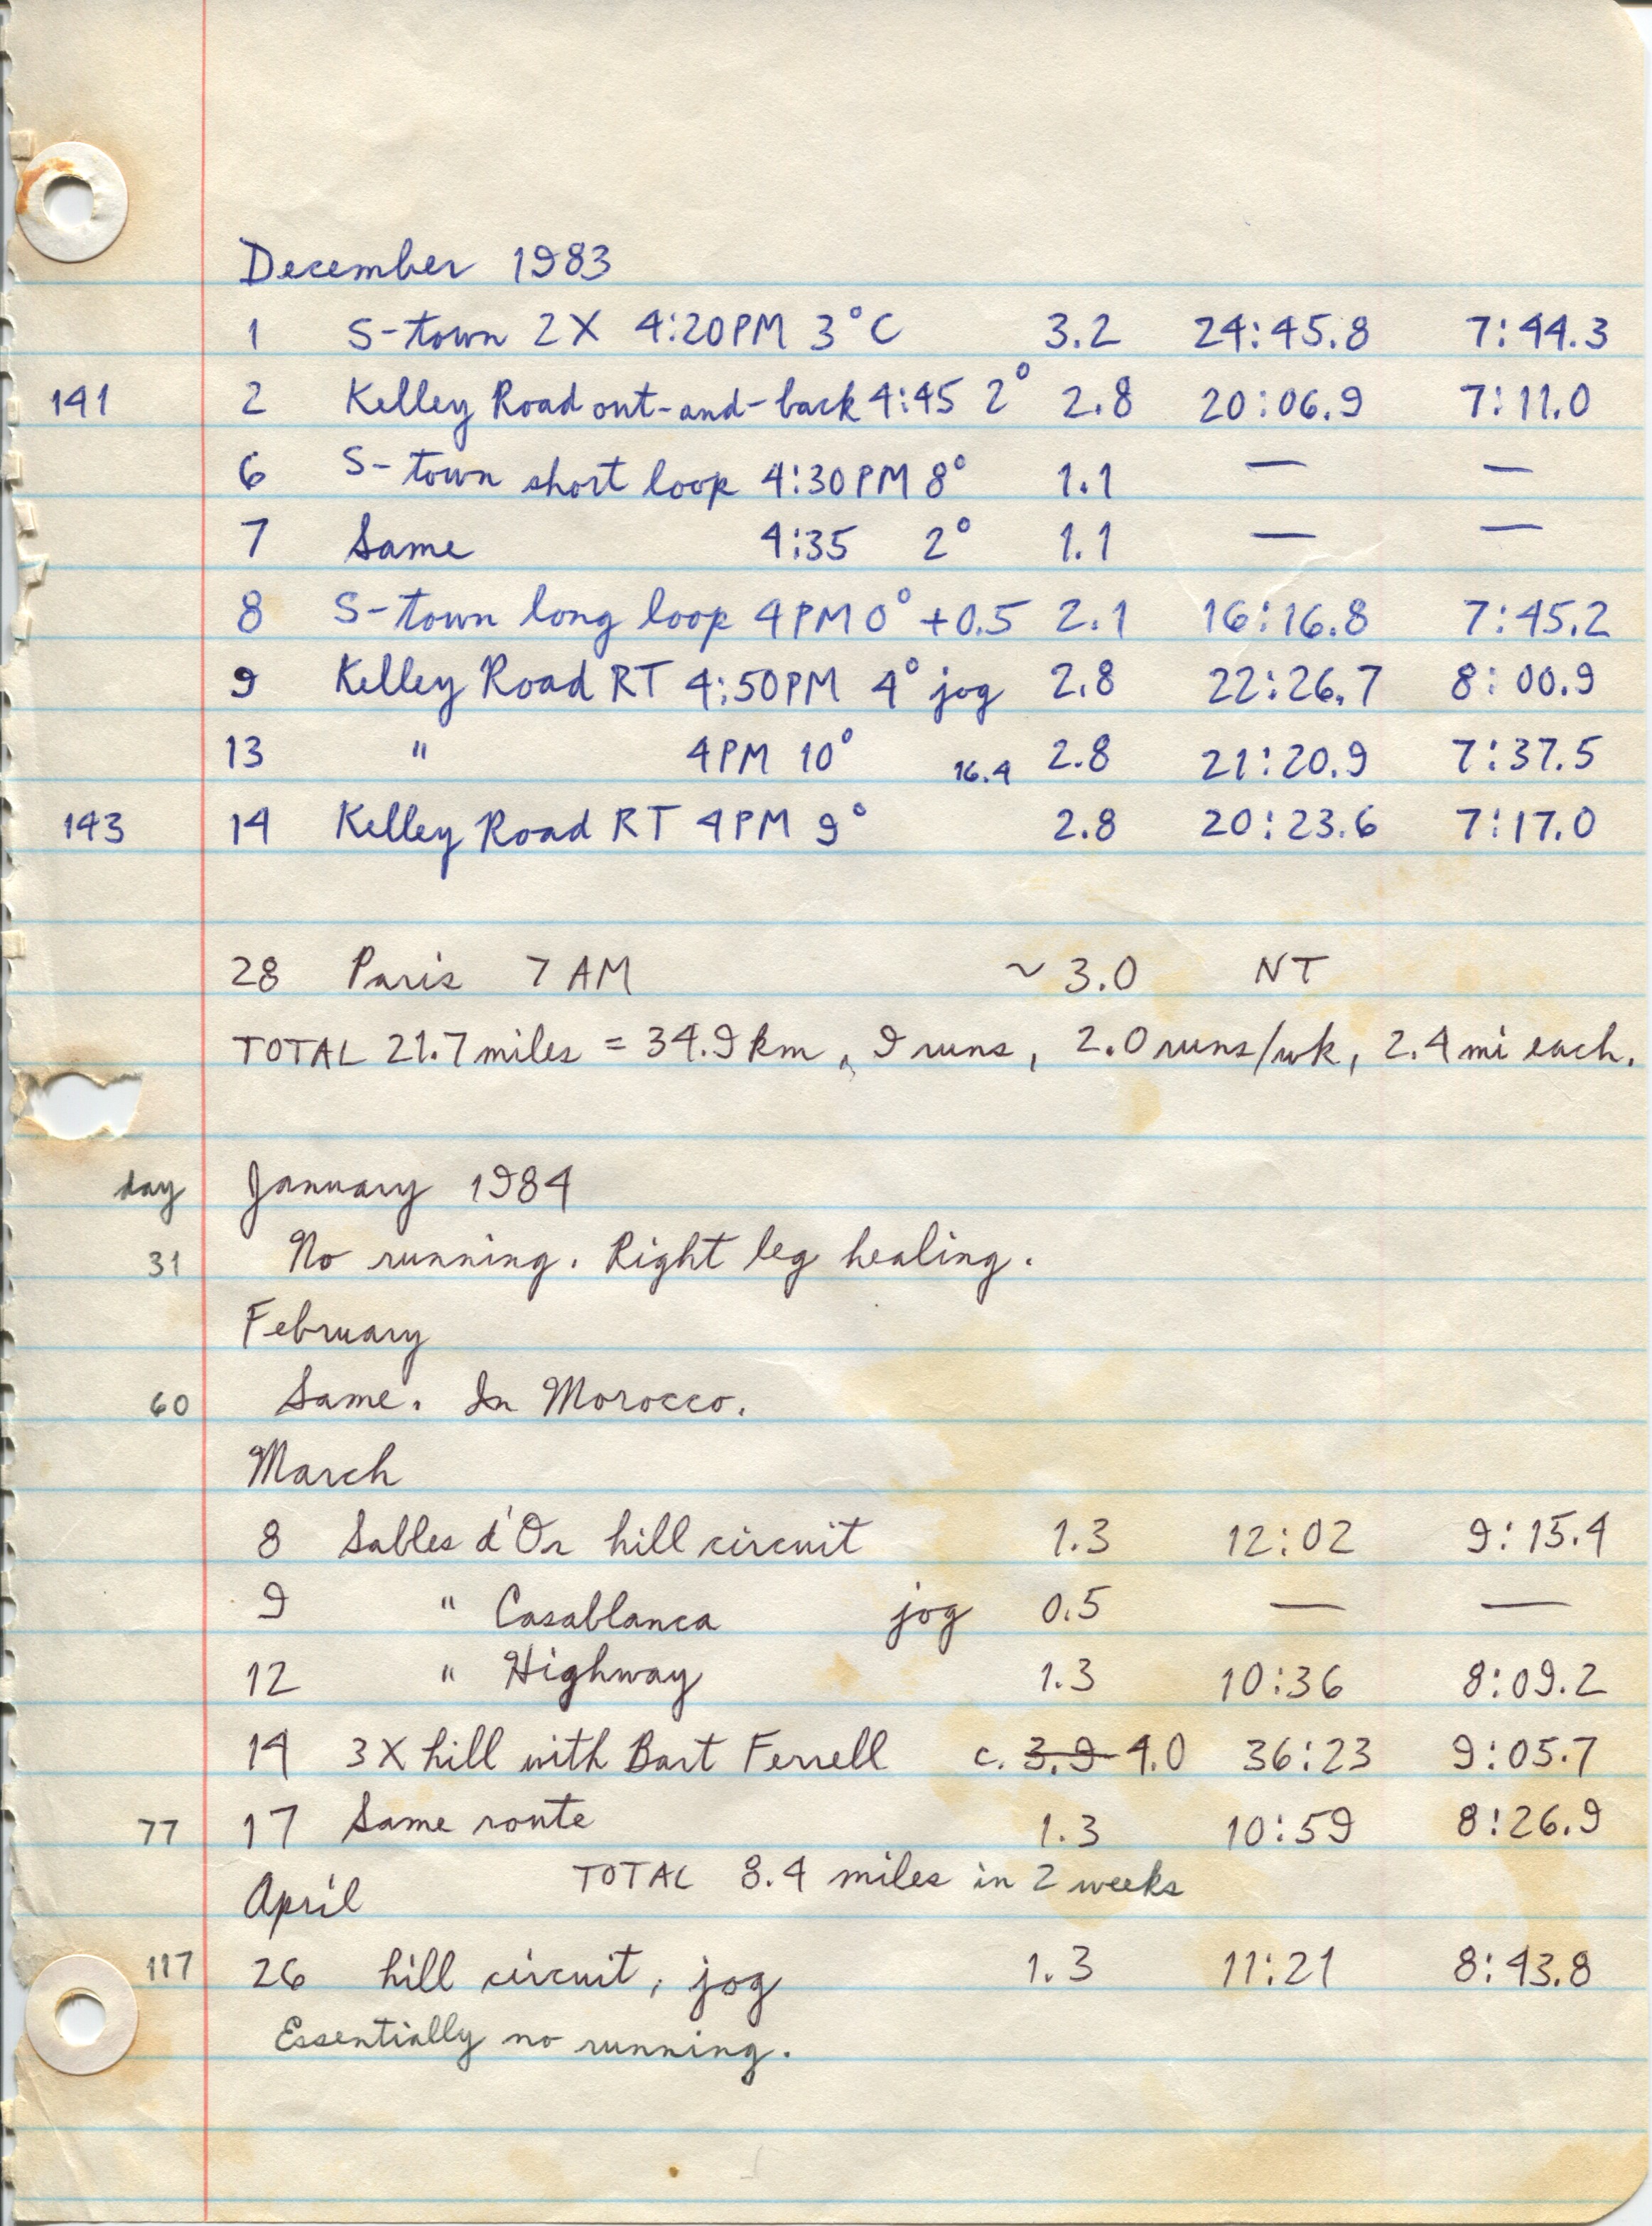 December 1983
1 S-town 2X 4:20PM 3°C 3.2 24:45.8 7:44.3
141 2 Kelley Road out-and-back 4:45 2° 2.8 20:06.9 7:11.0
6 S-town short loop 4:30PM 8° 1.1 — —
7 Same 4:35 2° 1.1 — —
8 S-town long loop 4PM 0° +0.5 2.1 16:16.8 7:45.2
9 Kelley Road RT 4:50PM 4° jog 2.8 22:26.7 8:00.9
13 " 4PM 10° 16.4 2.8 21:20.9 7:37.5
143 14 Kelley Road RT 4PM 9° 2.8 20:23.6 7:17.0
28 Paris 7AM ~3.0 NT
TOTAL 21.7 miles = 34.9 km, 9 runs, 2.0 runs/wk, 2.4 mi each.
day January 1984
31 No running. Right leg healing.
February
60 Same. In Morocco.
March
8 Sables d'Or hill circuit 1.3 12:02 9:15.4
9 " Casablanca jog 0.5 — —
12 " Highway 1.3 10:36 8:09.2
14 3X hill with Bart Ferrell c. 3.9 4.0 36:23 9:05.7
77 17 Same route 1.3 10:59 8:26.9
TOTAL 8.4 miles in 2 weeks
April
117 26 hill circuit, jog 1.3 11:21 8:43.8
Essentially no running.